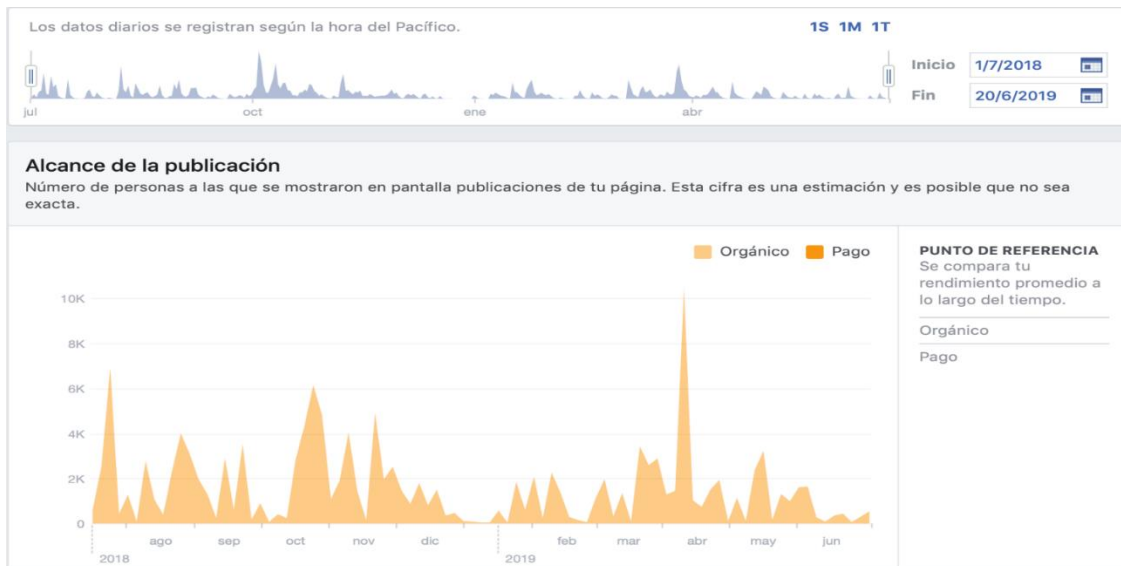 Los datos diarios se registran según la hora del Pacífico.
1S 1M 1T
Inicio 1/7/2018
Fin 20/6/2019
jul oct ene abr
Alcance de la publicación
Número de personas a las que se mostraron en pantalla publicaciones de tu página. Esta cifra es una estimación y es posible que no sea
exacta.
Orgánico Pago
10K
8K
6K
4K
2K
0
ago sep oct nov dic feb mar abr may jun
2018 2019
PUNTO DE REFERENCIA
Se compara tu
rendimiento promedio a
lo largo del tiempo.
Orgánico
Pago